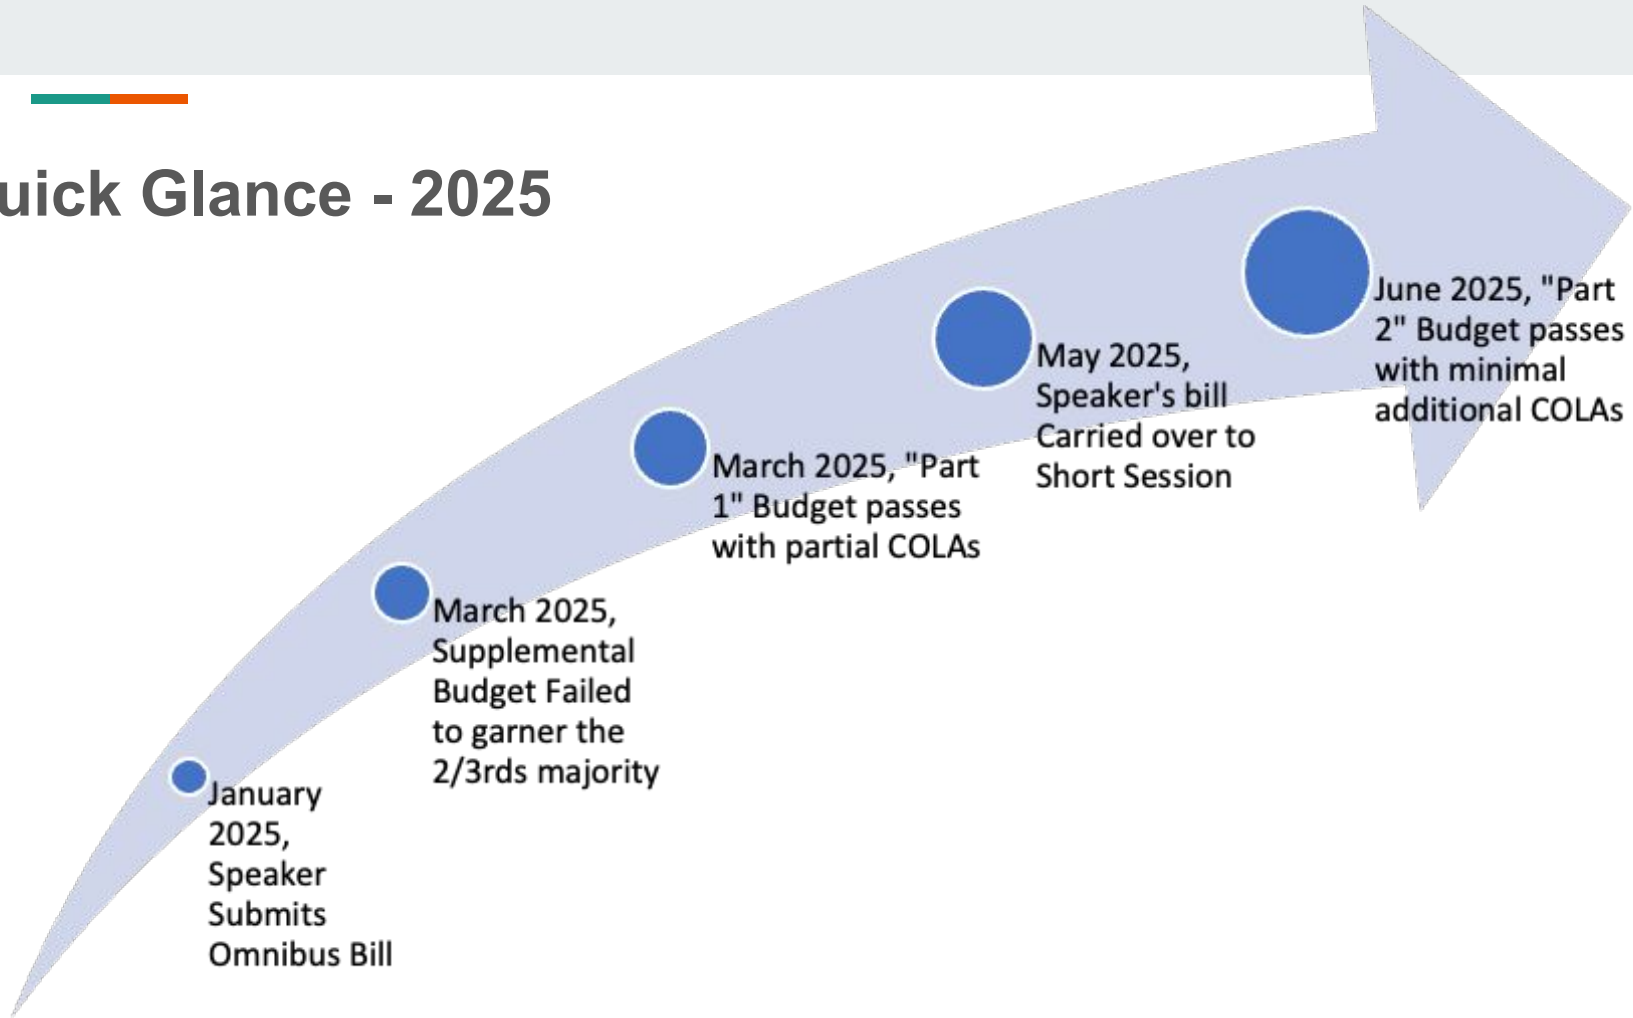 uick Glance - 2025
January
2025,
Speaker
Submits
Omnibus Bill
March 2025,
Supplemental
Budget Failed
to garner the
2/3rds majority
March 2025, "Part
1" Budget passes
with partial COLAs
May 2025,
Speaker's bill
Carried over to
Short Session
June 2025, "Part
2" Budget passes
with minimal
additional COLAs